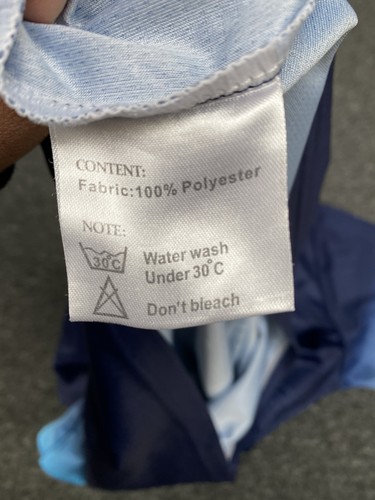 CONTENT:
Fabric:100% Polyester
NOTE:
30°C
Water wash
Under 30°C
Don't bleach